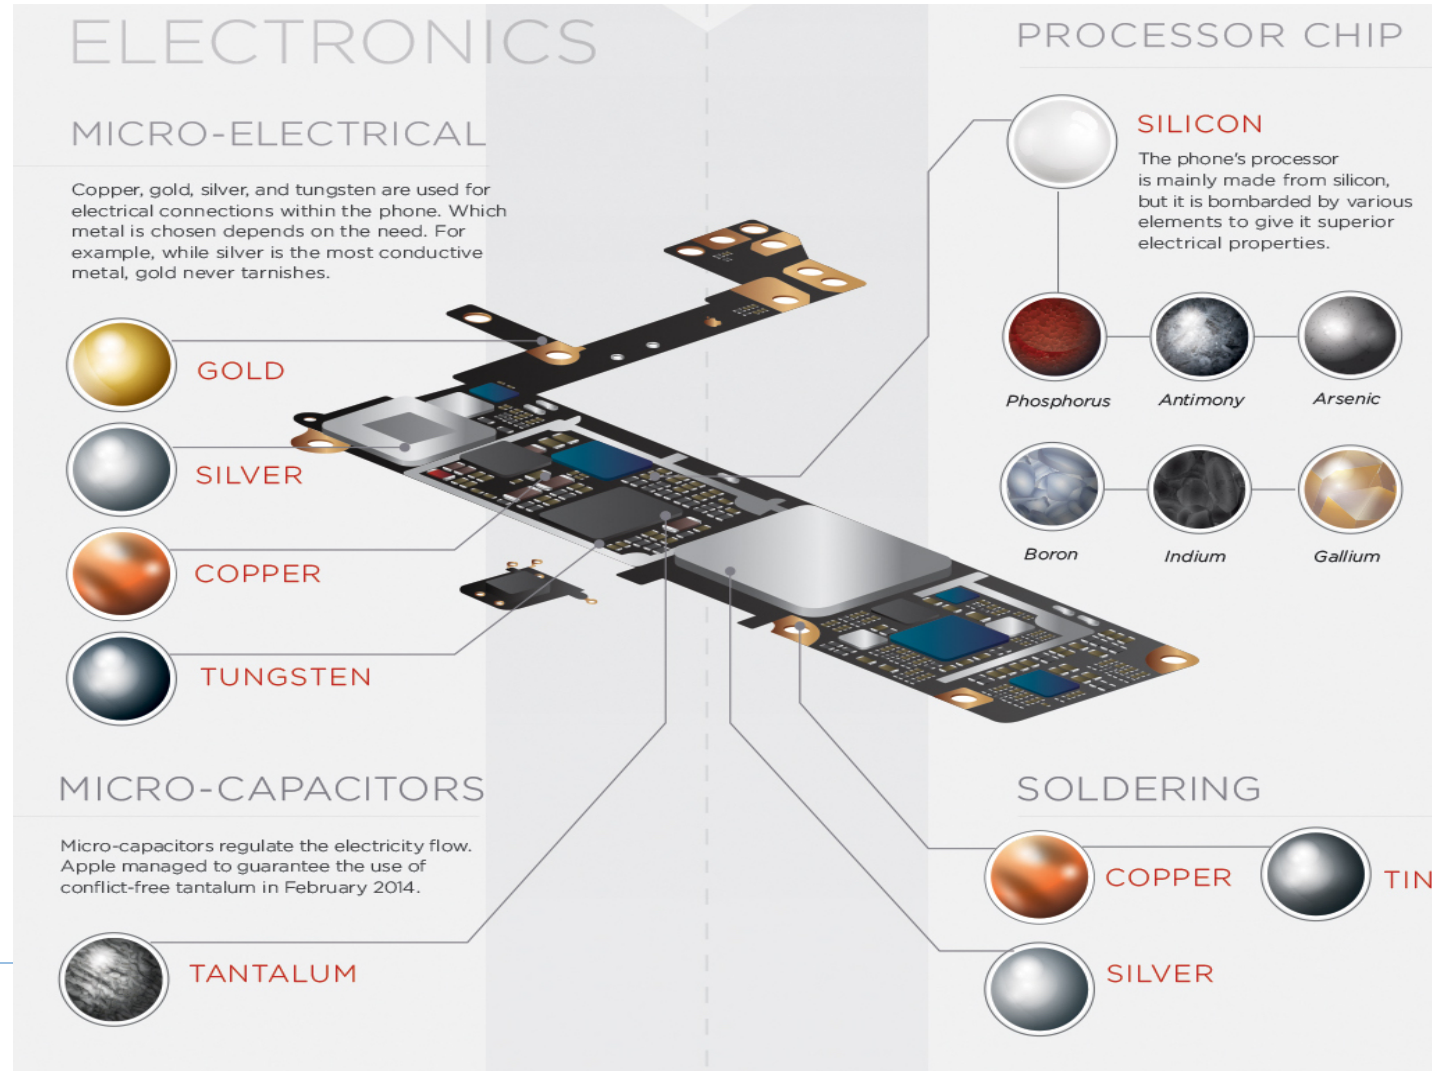 ELECTRONICS
MICRO-ELECTRICAL
Copper, gold, silver, and tungsten are used for
electrical connections within the phone. Which
metal is chosen depends on the need. For
example, while silver is the most conductive
metal, gold never tarnishes.
GOLD
SILVER
COPPER
TUNGSTEN
MICRO-CAPACITORS
Micro-capacitors regulate the electricity flow.
Apple managed to guarantee the use of
conflict-free tantalum in February 2014.
TANTALUM
PROCESSOR CHIP
SILICON
The phone's processor
is mainly made from silicon,
but it is bombarded by various
elements to give it superior
electrical properties.
Phosphorus
Antimony
Arsenic
Boron
Indium
Gallium
SOLDERING
COPPER
TIN
SILVER